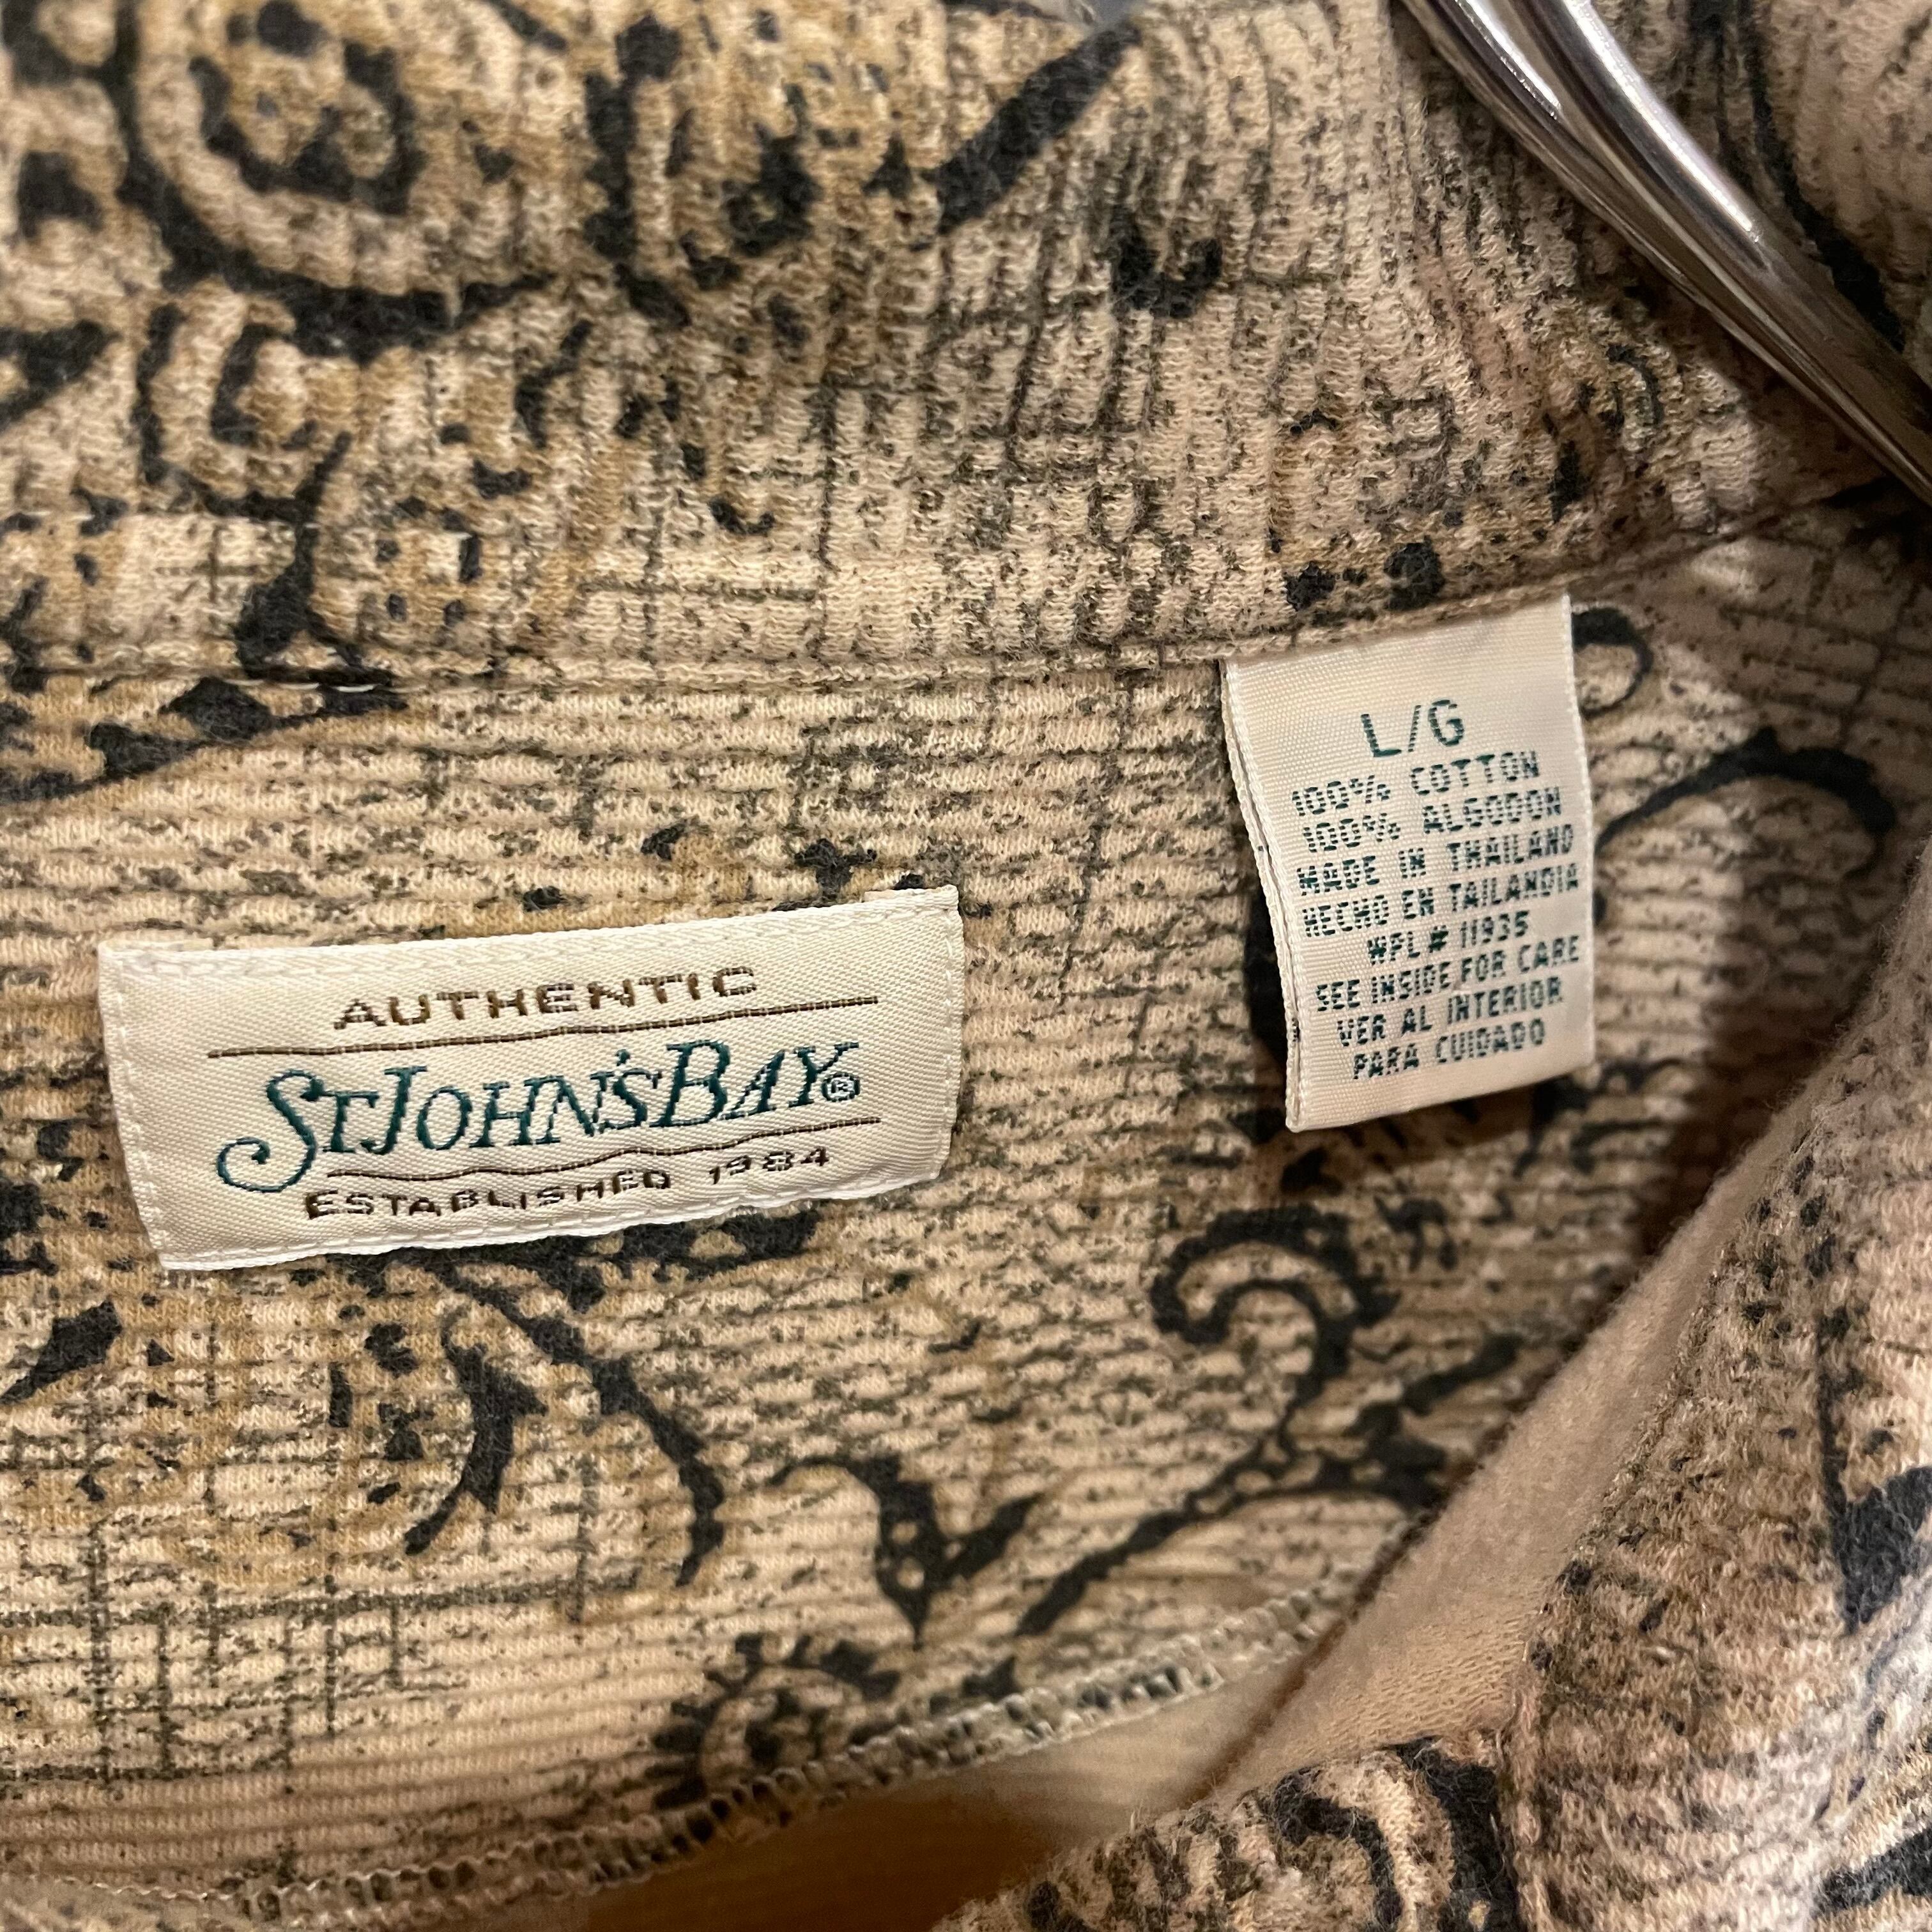 AUTHENTIC
ST.JOHN'S BAY®
ESTABLISHED 1984
L/G
100% COTTON
100% ALGODON
MADE IN THAILAND
HECHO EN TAILANDIA
WPL# 11935
SEE INSIDE FOR CARE
VER AL INTERIOR
PARA CUIDADO